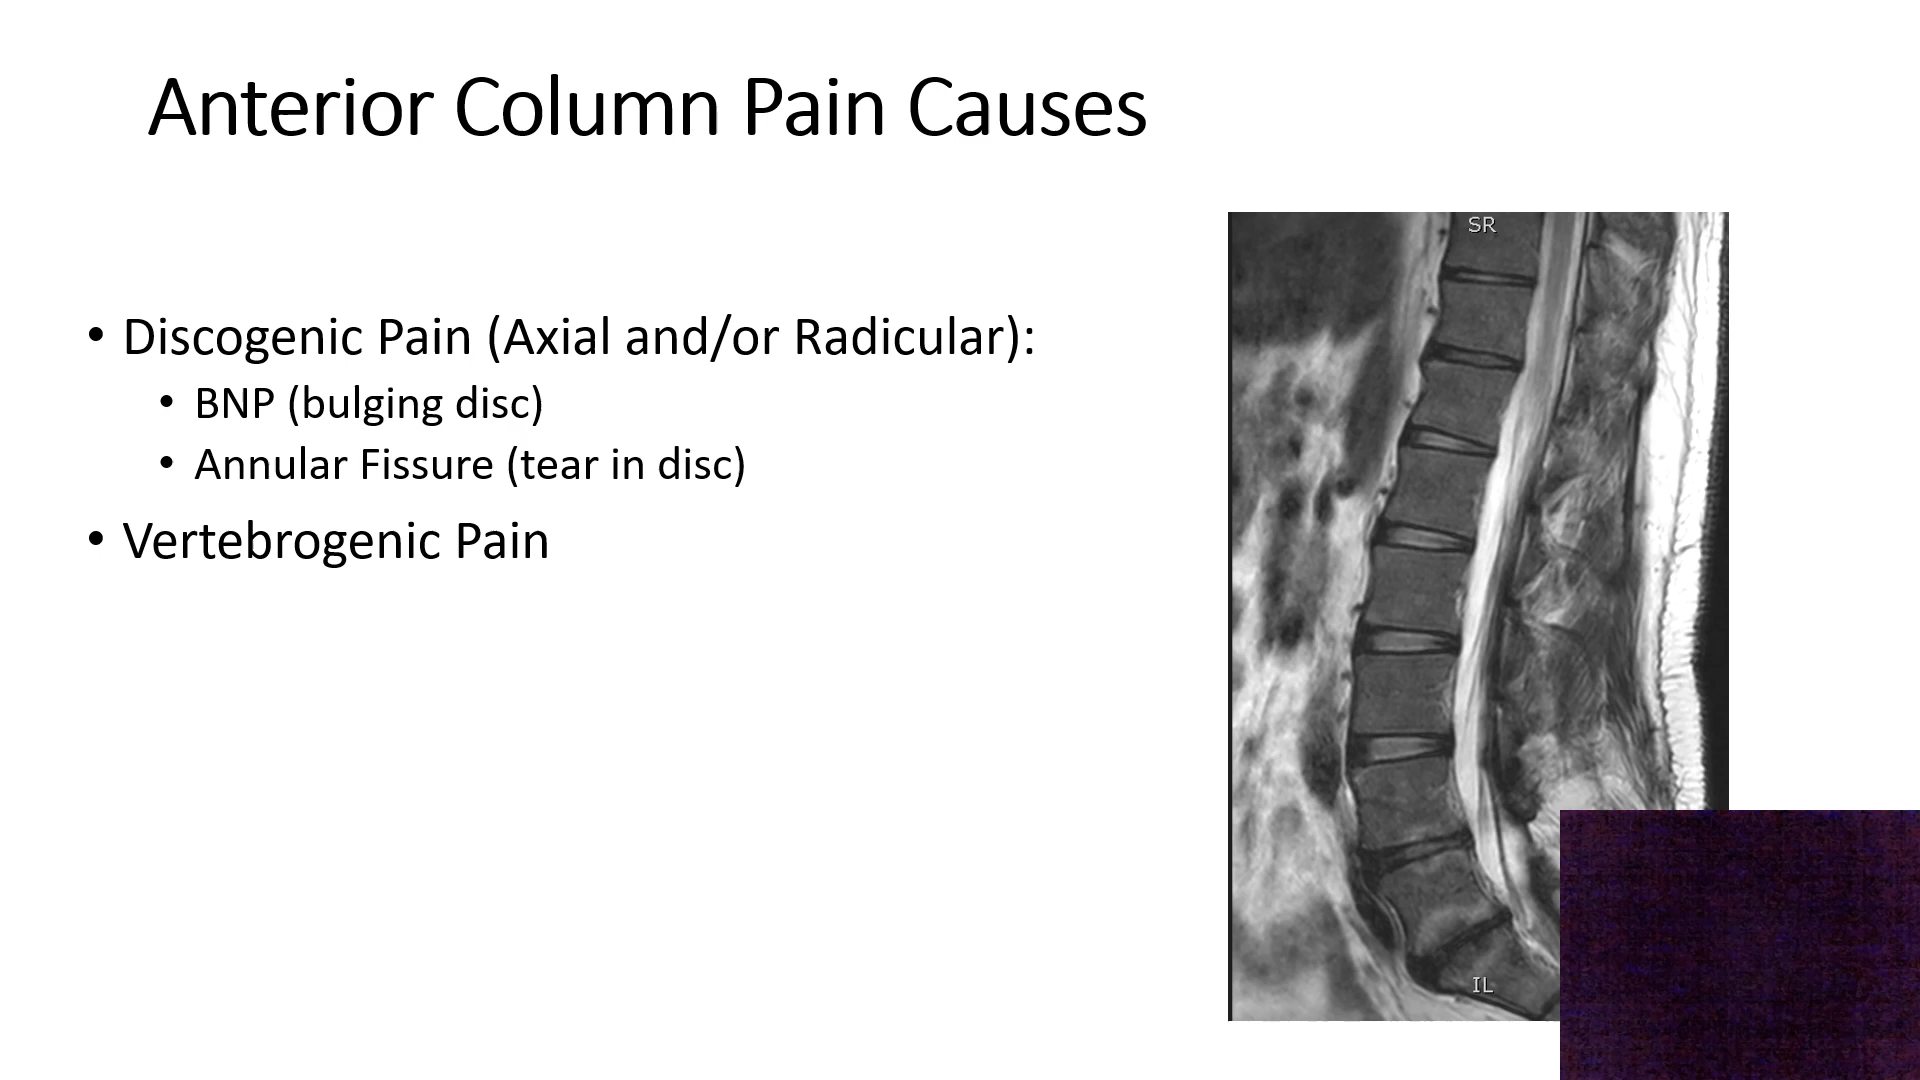 Anterior Column Pain Causes
• Discogenic Pain (Axial and/or Radicular):
• BNP (bulging disc)
• Annular Fissure (tear in disc)
• Vertebrogenic Pain
SR
IL